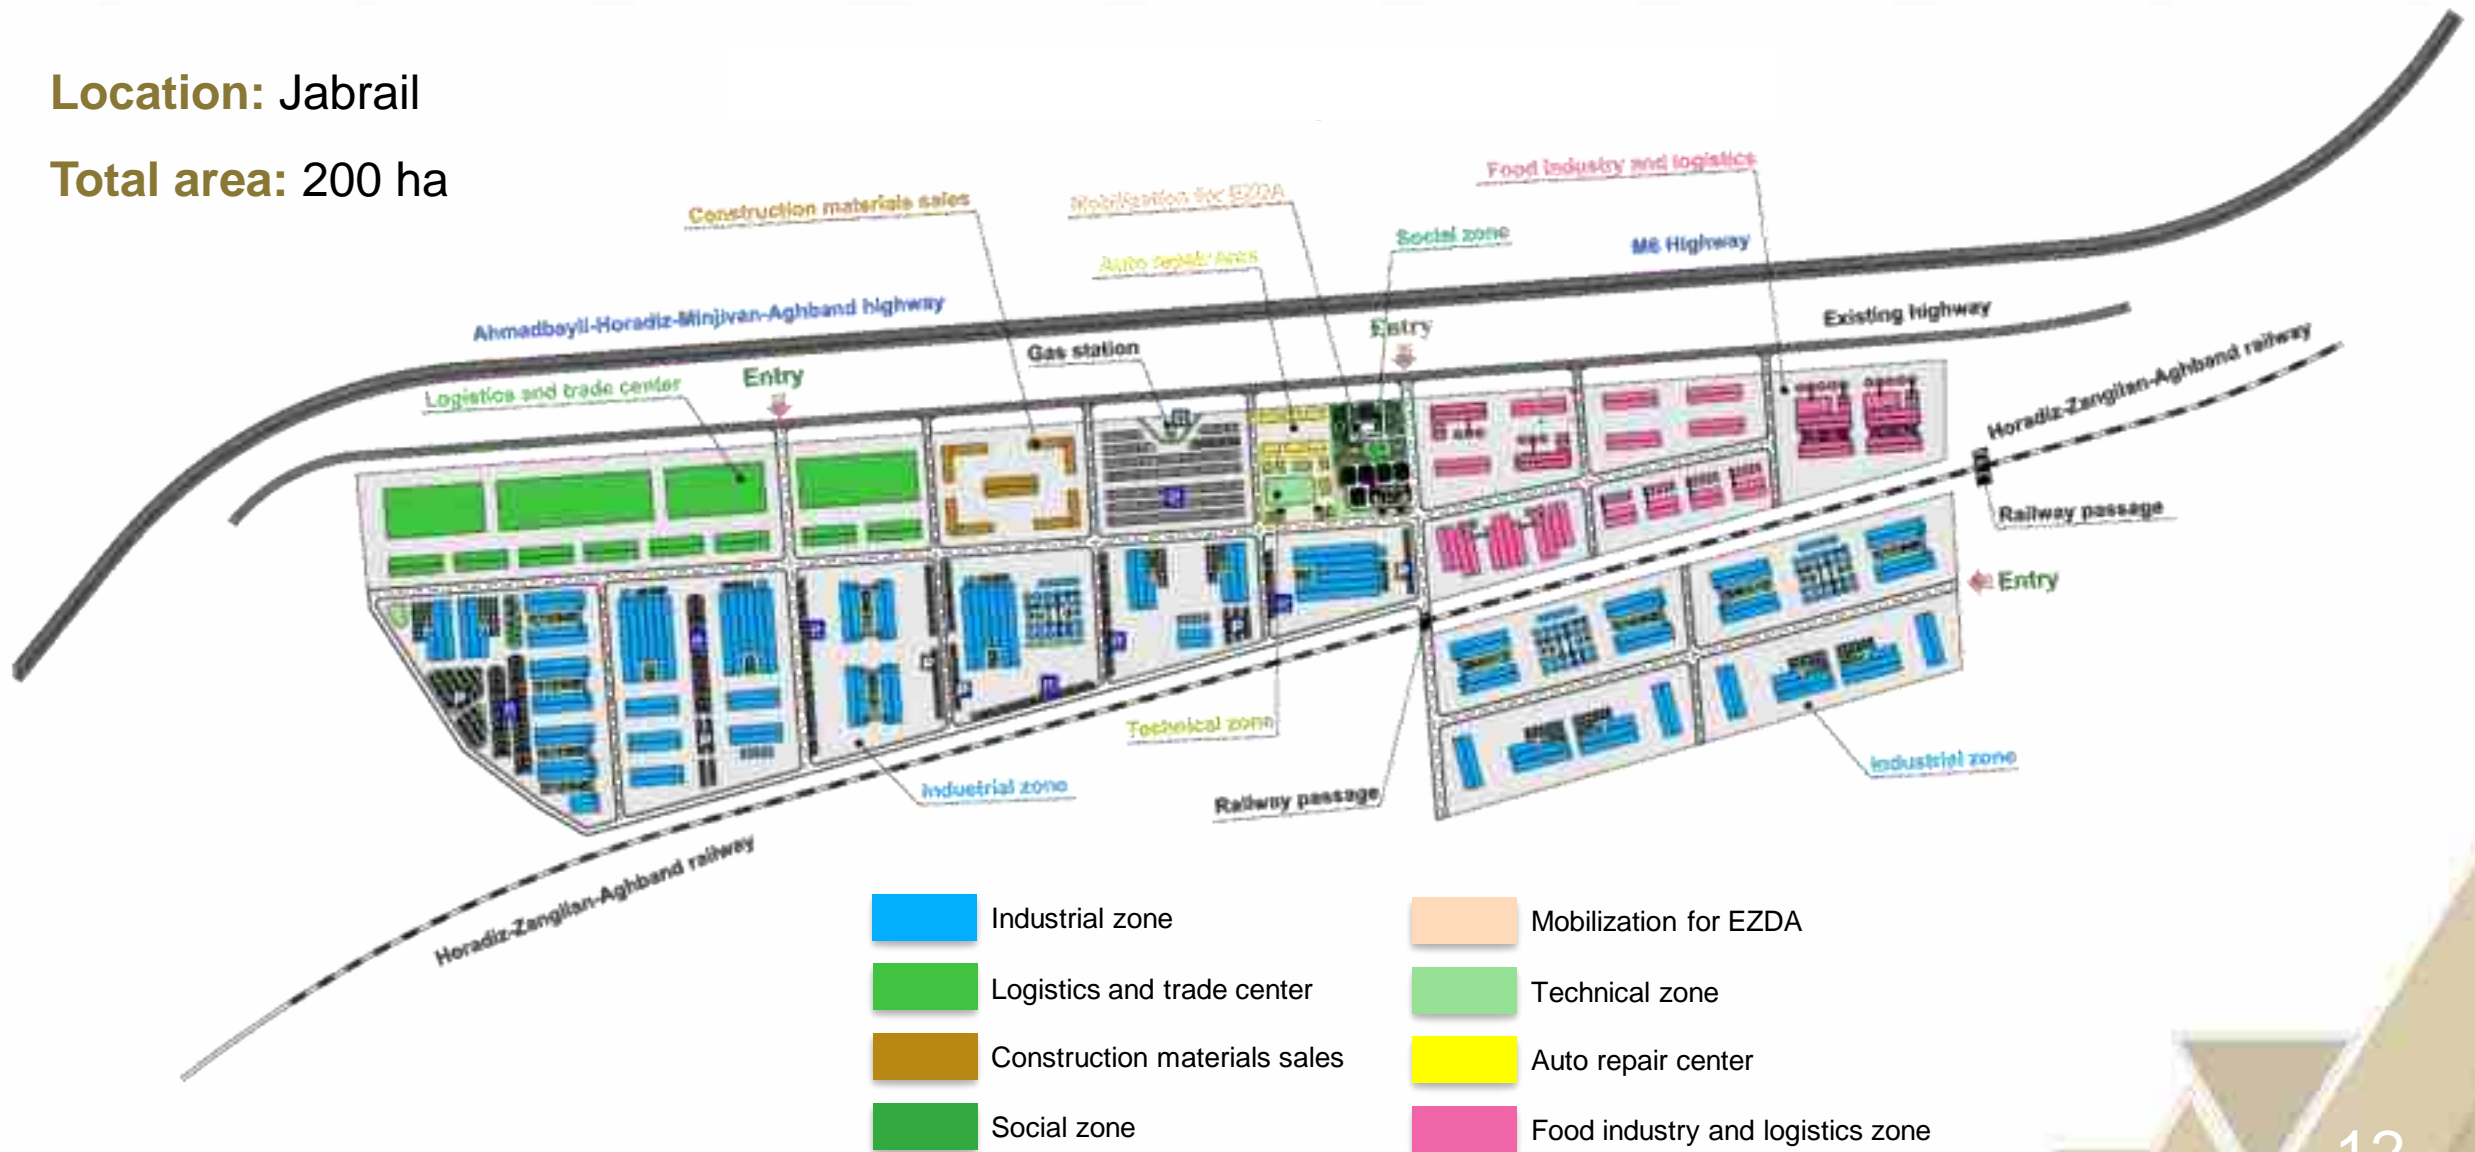 Location: Jabrail
Total area: 200 ha
Food industry and logistics
Construction materials sales
Mobilization for EZDA
Social zone
M6 Highway
Auto repair area
Ahmadbayli-Horadiz-Minjivan-Aghband highway
Existing highway
Entry
Gas station
Horadiz-Zangilan-Aghband railway
Logistics and trade center
Entry
Railway passage
Entry
Technical zone
Industrial zone
Industrial zone
Railway passage
Horadiz-Zangilan-Aghband railway
Industrial zone
Mobilization for EZDA
Logistics and trade center
Technical zone
Construction materials sales
Auto repair center
Social zone
Food industry and logistics zone
12